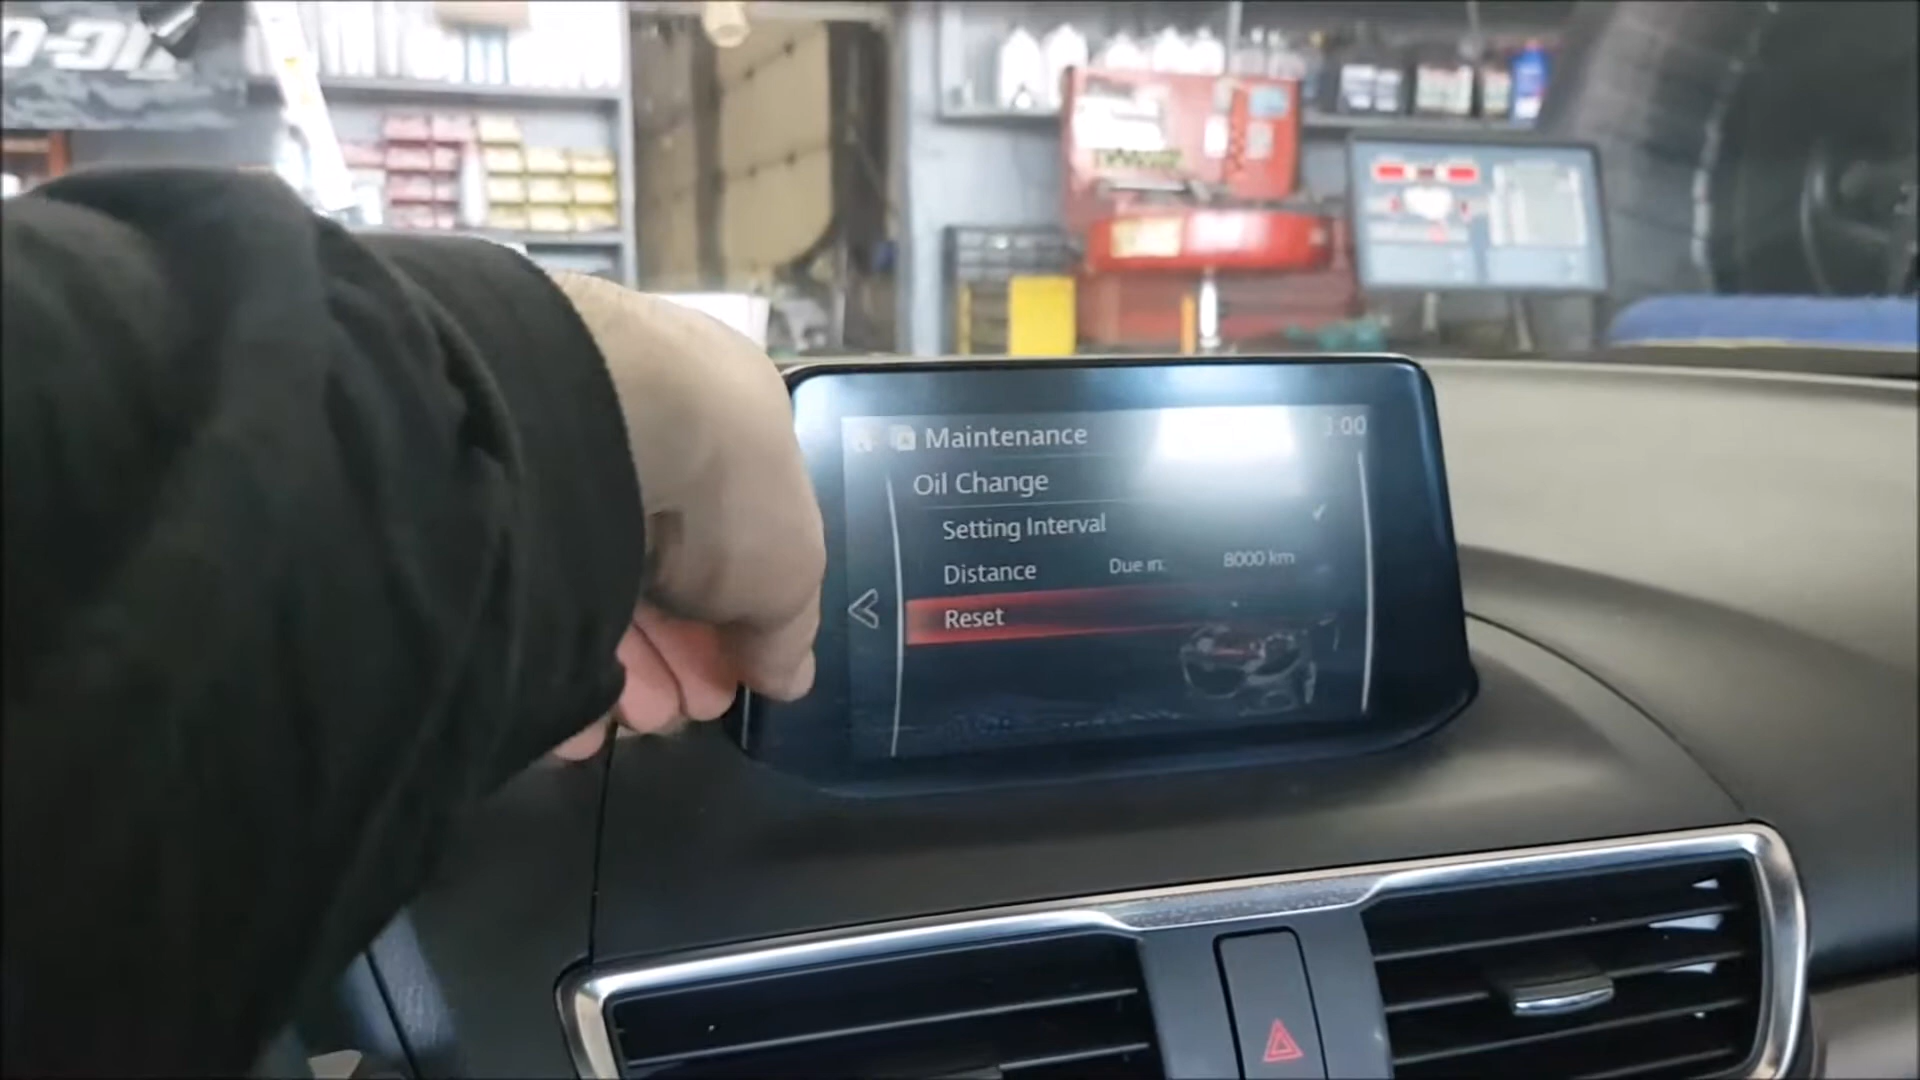 Maintenance
Oil Change
Setting Interval
Distance Due in: 8000 km
Reset